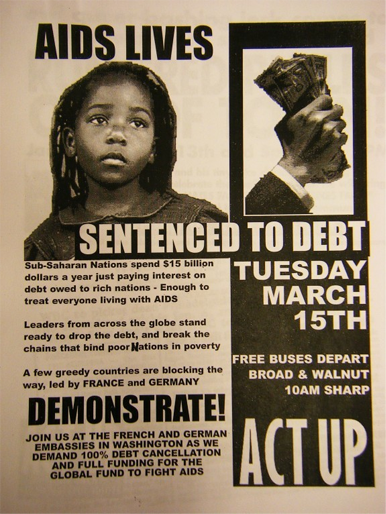 AIDS LIVES
SENTENCED TO DEBT
Sub-Saharan Nations spend $15 billion
dollars a year just paying interest on
debt owed to rich nations - Enough to
treat everyone living with AIDS
Leaders from across the globe stand
ready to drop the debt, and break the
chains that bind poor Nations in poverty
A few greedy countries are blocking the
way, led by FRANCE and GERMANY
DEMONSTRATE!
JOIN US AT THE FRENCH AND GERMAN
EMBASSIES IN WASHINGTON AS WE
DEMAND 100% DEBT CANCELLATION
AND FULL FUNDING FOR THE
GLOBAL FUND TO FIGHT AIDS
TUESDAY
MARCH
15TH
FREE BUSES DEPART
BROAD & WALNUT
10AM SHARP
ACT UP